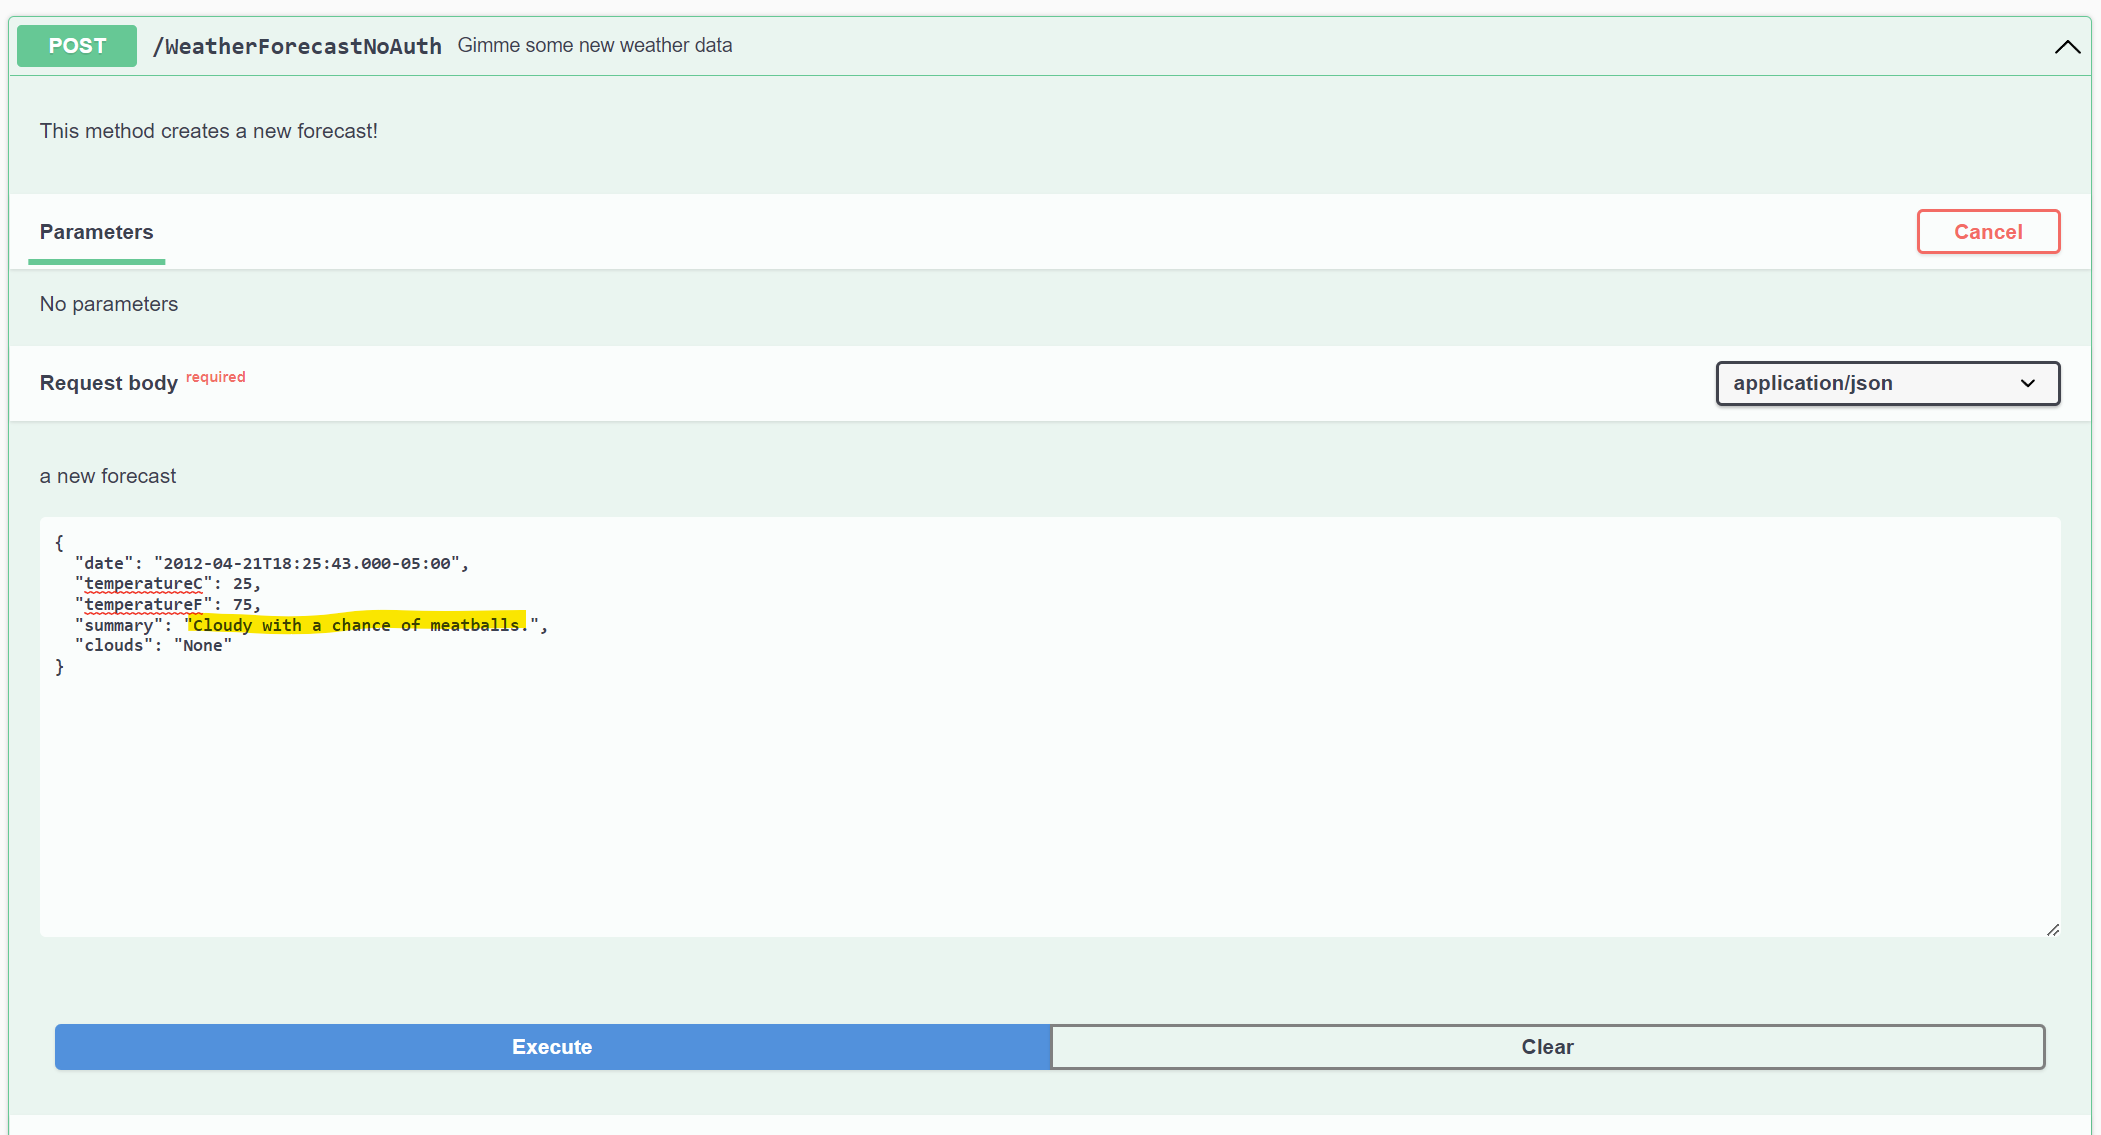 POST /WeatherForecastNoAuth Gimme some new weather data
This method creates a new forecast!
Parameters
Cancel
No parameters
Request body required
application/json
a new forecast
{
  "date": "2012-04-21T18:25:43.000-05:00",
  "temperatureC": 25,
  "temperatureF": 75,
  "summary": "Cloudy with a chance of meatballs.",
  "clouds": "None"
}
Execute
Clear